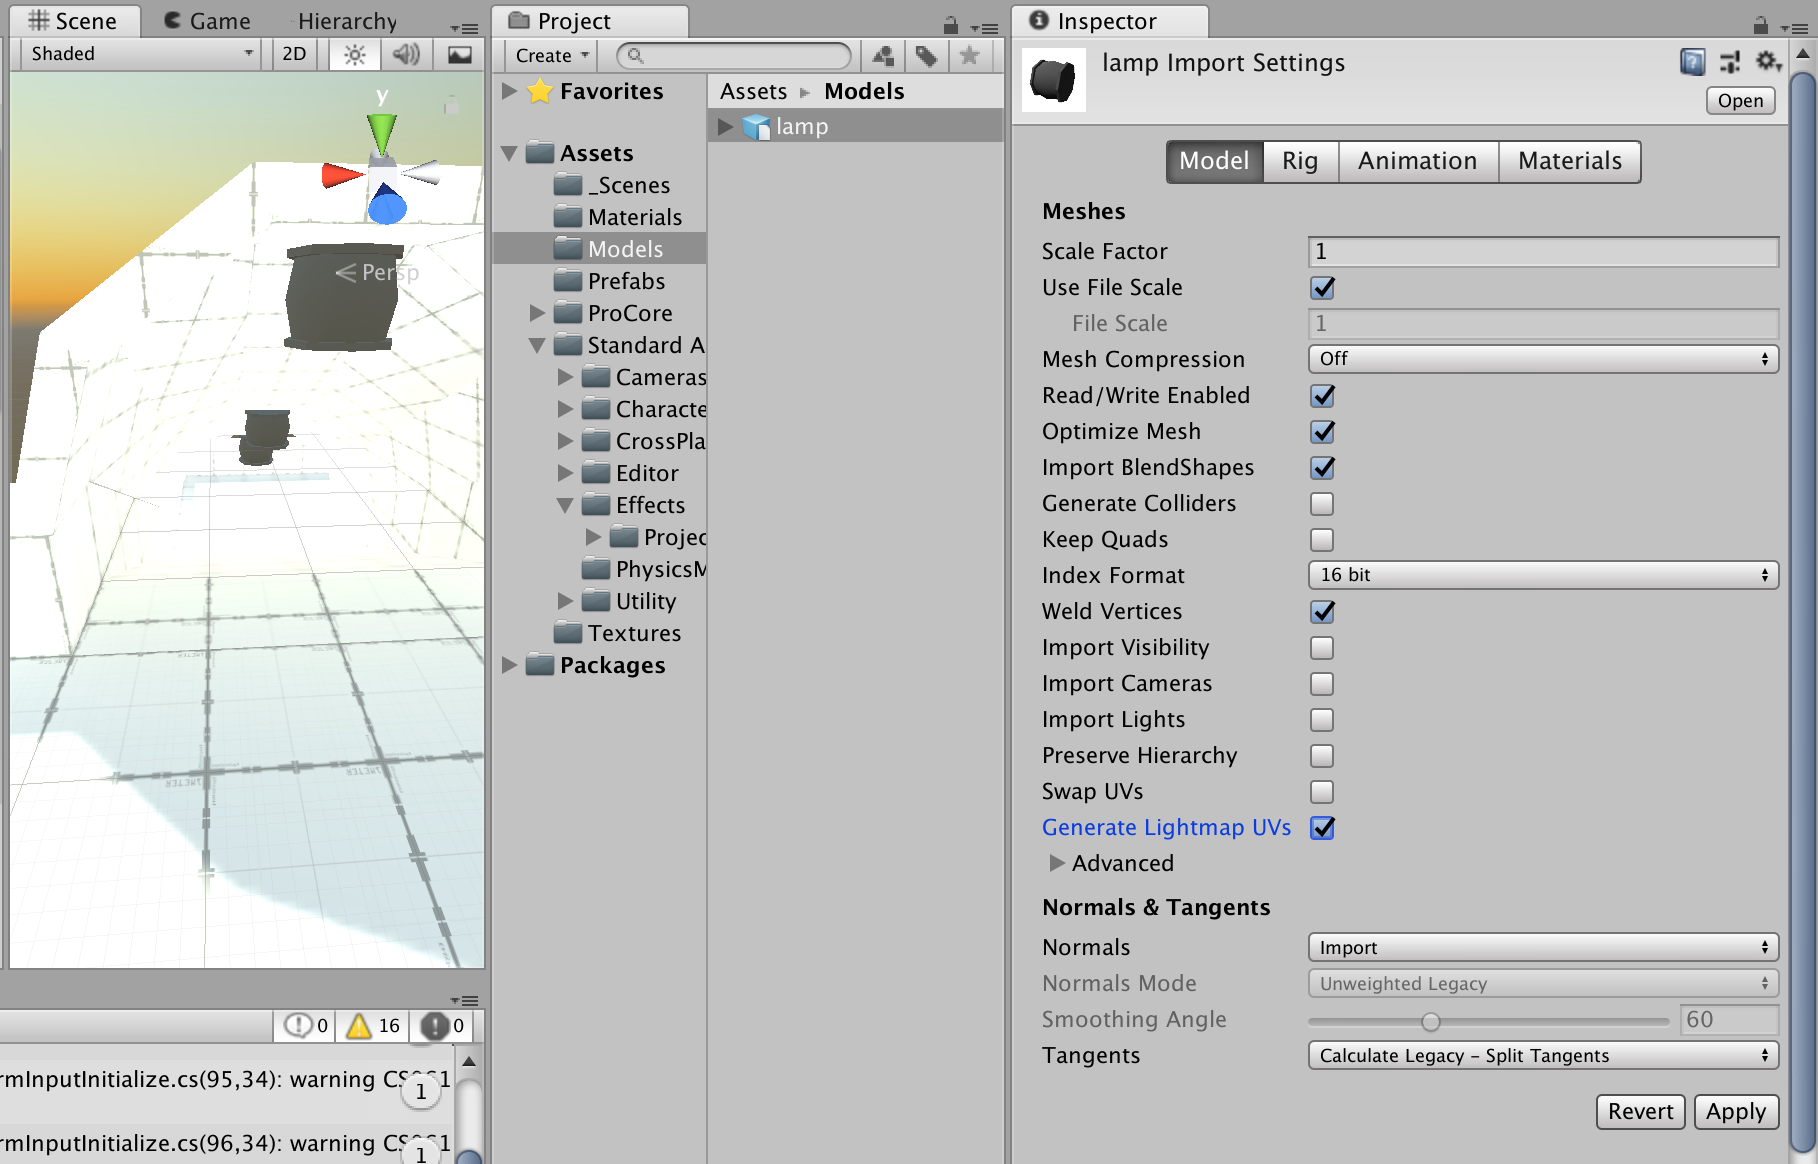 Scene
Game
Hierarchy
Shaded
2D
y
Persp
0
16
0
rmInputInitialize.cs(95,34): warning CS061
1
rmInputInitialize.cs(96,34): warning CS061
1
Project
Create
Favorites
Assets
_Scenes
Materials
Models
Prefabs
ProCore
Standard A
Cameras
Characte
CrossPla
Editor
Effects
Projec
PhysicsM
Utility
Textures
Packages
Assets Models
lamp
Inspector
lamp Import Settings
Open
Model Rig Animation Materials
Meshes
Scale Factor 1
Use File Scale
File Scale 1
Mesh Compression Off
Read/Write Enabled
Optimize Mesh
Import BlendShapes
Generate Colliders
Keep Quads
Index Format 16 bit
Weld Vertices
Import Visibility
Import Cameras
Import Lights
Preserve Hierarchy
Swap UVs
Generate Lightmap UVs
Advanced
Normals & Tangents
Normals Import
Normals Mode Unweighted Legacy
Smoothing Angle 60
Tangents Calculate Legacy - Split Tangents
Revert Apply